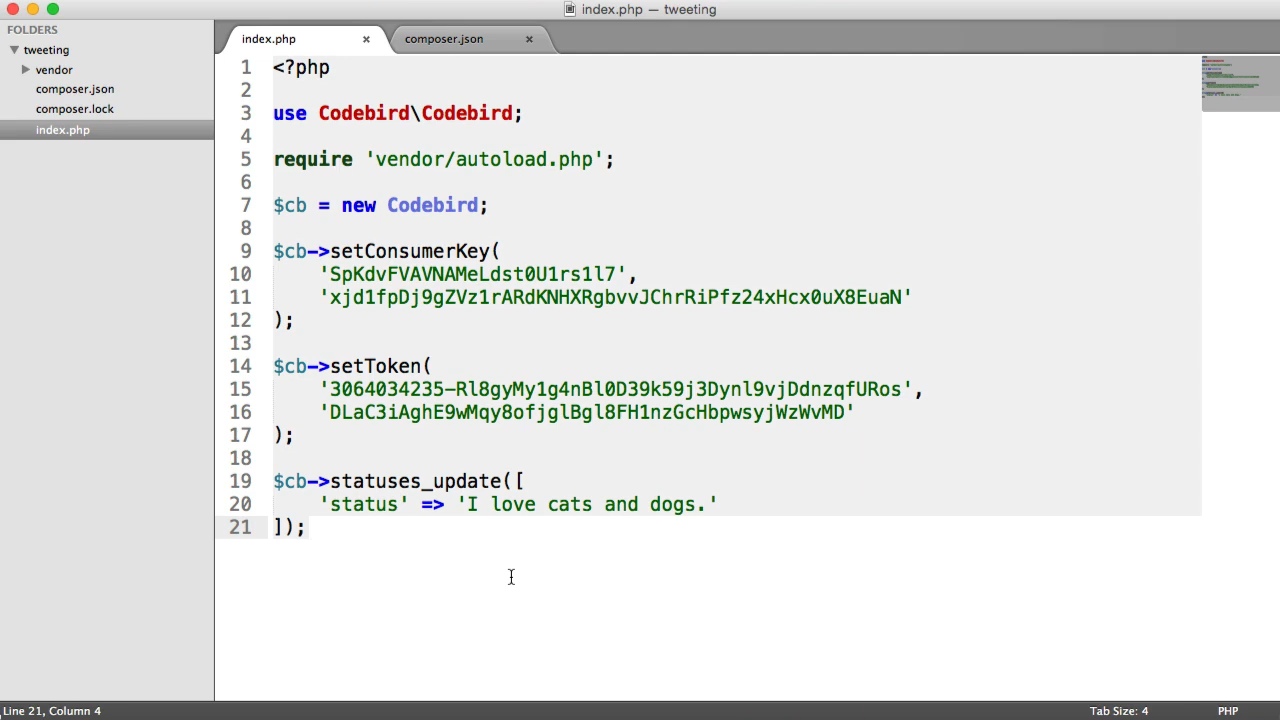 index.php — tweeting
FOLDERS
tweeting
vendor
composer.json
composer.lock
index.php
index.php ×
composer.json ×
1 <?php
2
3 use Codebird\Codebird;
4
5 require 'vendor/autoload.php';
6
7 $cb = new Codebird;
8
9 $cb->setConsumerKey(
10 'SpKdvFVAVNAMeLdst0U1rs1l7',
11 'xjd1fpDj9gZVz1rARdKNHXRgbvvJChrRiPfz24xHcx0uX8EuaN'
12 );
13
14 $cb->setToken(
15 '3064034235-Rl8gyMy1g4nBl0D39k59j3Dynl9vjDdnzqfURos',
16 'DLaC3iAghE9wMqy8ofjglBgl8FH1nzGcHbpwsyjWzWvMD'
17 );
18
19 $cb->statuses_update([
20 'status' => 'I love cats and dogs.'
21 ]);
Line 21, Column 4
Tab Size: 4
PHP